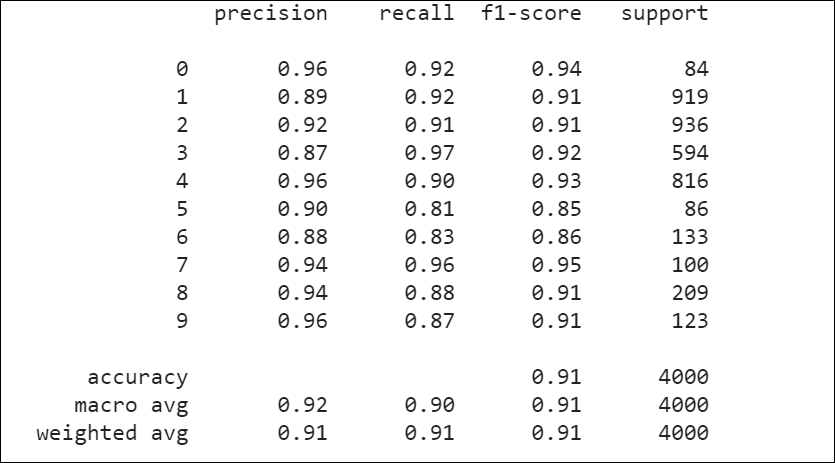 precision recall f1-score support
0 0.96 0.92 0.94 84
1 0.89 0.92 0.91 919
2 0.92 0.91 0.91 936
3 0.87 0.97 0.92 594
4 0.96 0.90 0.93 816
5 0.90 0.81 0.85 86
6 0.88 0.83 0.86 133
7 0.94 0.96 0.95 100
8 0.94 0.88 0.91 209
9 0.96 0.87 0.91 123
accuracy 0.91 4000
macro avg 0.92 0.90 0.91 4000
weighted avg 0.91 0.91 0.91 4000